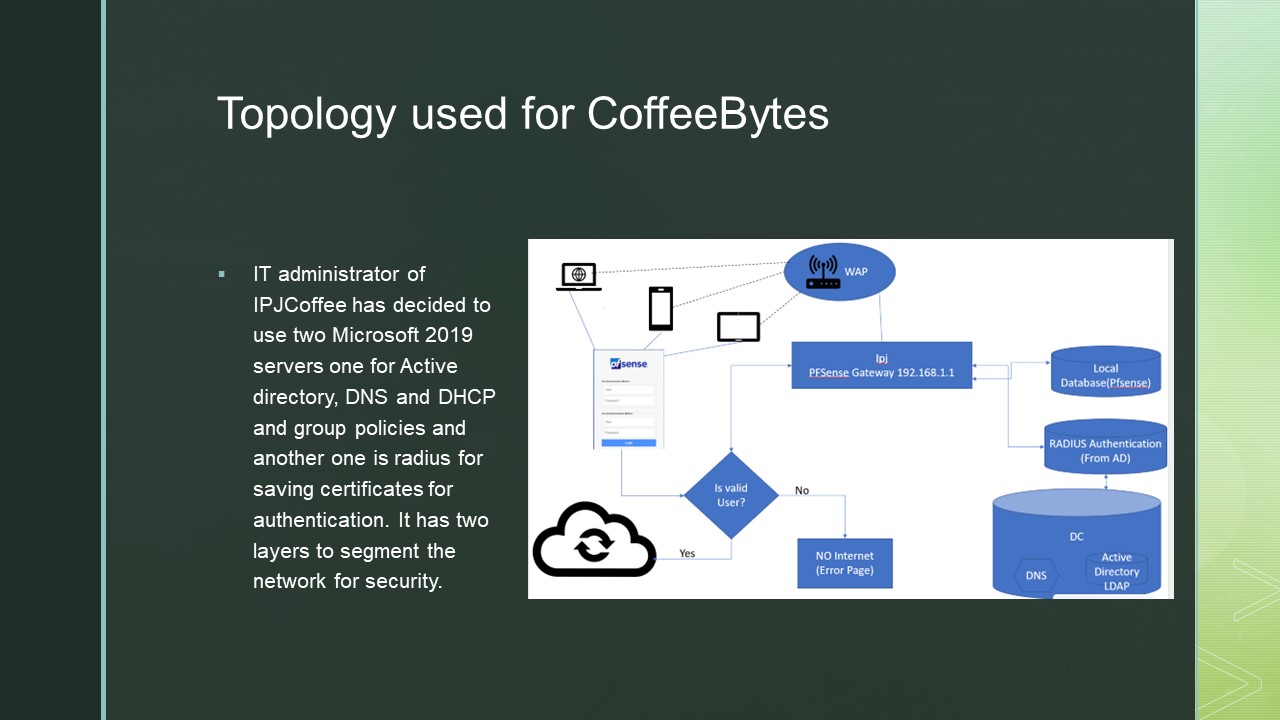 Topology used for CoffeeBytes
IT administrator of
IPJCoffee has decided to
use two Microsoft 2019
servers one for Active
directory, DNS and DHCP
and group policies and
another one is radius for
saving certificates for
authentication. It has two
layers to segment the
network for security.
WAP
pfsense
Login
Ipj
PFSense Gateway 192.168.1.1
Local
Database(Pfsense)
RADIUS Authentication
(From AD)
Is valid
User?
No
Yes
NO Internet
(Error Page)
DC
DNS
Active
Directory
LDAP